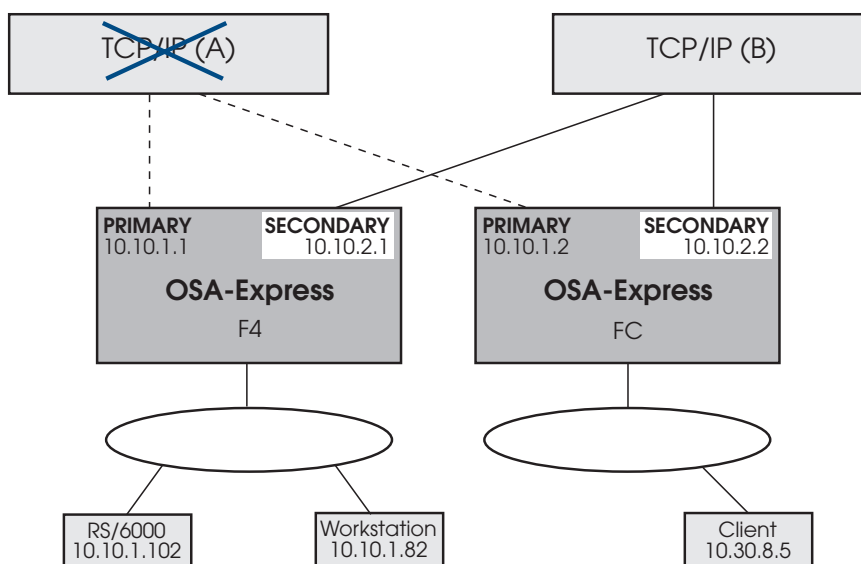 TCP/IP (A)
TCP/IP (B)
PRIMARY
10.10.1.1
SECONDARY
10.10.2.1
OSA-Express
F4
PRIMARY
10.10.1.2
SECONDARY
10.10.2.2
OSA-Express
FC
RS/6000
10.10.1.102
Workstation
10.10.1.82
Client
10.30.8.5